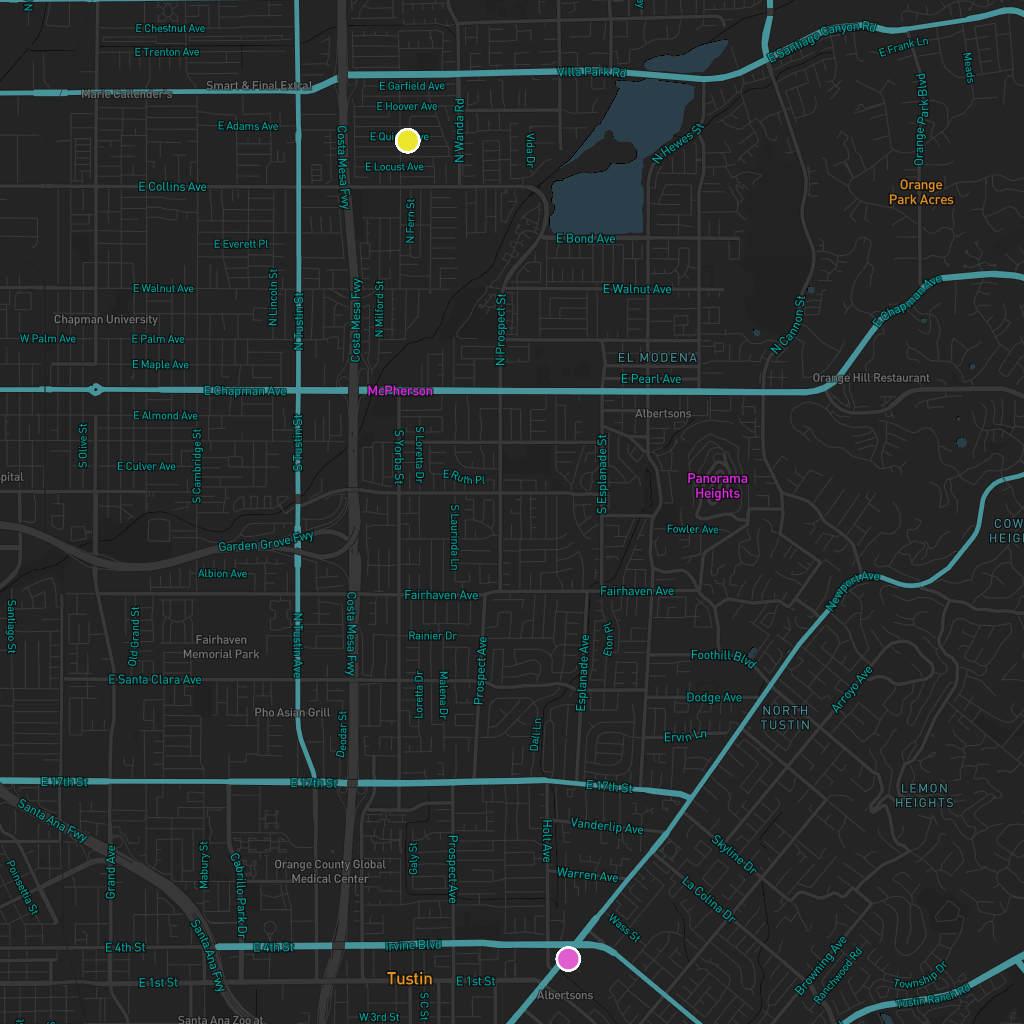 E Chestnut Ave
E Santiago Canyon Rd
E Frank Ln
E Trenton Ave
Meads
Villa Park Rd
Smart & Final Extra!
E Garfield Ave
Marie Callender's
E Hoover Ave
Orange Park Blvd
E Adams Ave
N Wanda Rd
Costa Mesa Fwy
Vida Dr
N Hewes St
E Locust Ave
E Collins Ave
Orange
Park Acres
N Fern St
E Everett Pl
E Bond Ave
E Walnut Ave
E Walnut Ave
N Lincoln St
N Milford St
E Chapman Ave
Chapman University
N Tustin St
Costa Mesa Fwy
N Prospect St
N Cannon St
W Palm Ave
E Palm Ave
EL MODENA
E Maple Ave
E Pearl Ave
Orange Hill Restaurant
E Chapman Ave
McPherson
E Almond Ave
Albertsons
S Olive St
S Cambridge St
S Tustin St
S Yorba St
S Loretta Dr
S Esplanade St
E Culver Ave
E Ruth Pl
Panorama
Heights
pital
S Laurinda Ln
Fowler Ave
COW
HEIGH
Garden Grove Fwy
Albion Ave
Newport Ave
Fairhaven Ave
Fairhaven Ave
Santiago St
Old Grand St
N Tustin Ave
Costa Mesa Fwy
Fairhaven
Memorial Park
Rainier Dr
Eton Pl
Foothill Blvd
E Santa Clara Ave
Loretta Dr
Malena Dr
Prospect Ave
Esplanade Ave
Dodge Ave
Arroyo Ave
Pho Asian Grill
Deodar St
Dall Ln
Ervin Ln
NORTH
TUSTIN
E 17th St
E 17th St
E 17th St
LEMON
HEIGHTS
Santa Ana Fwy
Vanderlip Ave
Skyline Dr
Poinsettia St
Grand Ave
Mabury St
Cabrillo Park Dr
Orange County Global
Medical Center
Galy St
Prospect Ave
Holt Ave
Warren Ave
La Colina Dr
Wass St
Santa Ana Fwy
E 4th St
E 4th St
Irvine Blvd
Browning Ave
Ranchwood Rd
Township Dr
Tustin Ranch Rd
E 1st St
Tustin
E 1st St
S C St
Albertsons
W 3rd St
Santa Ana Zoo at